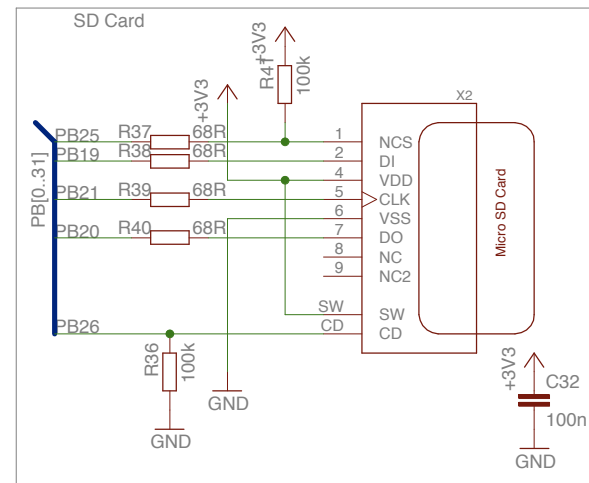 SD Card
+3V3
R41
100k
+3V3
X2
PB25 R37 68R 1 NCS
PB19 R38 68R 2 DI
4 VDD
PB21 R39 68R 5 CLK
6 VSS
PB20 R40 68R 7 DO
8 NC
9 NC2
SW SW
PB26 CD CD
PB[0..31]
Micro SD Card
R36
100k
GND
GND
+3V3
C32
100n
GND